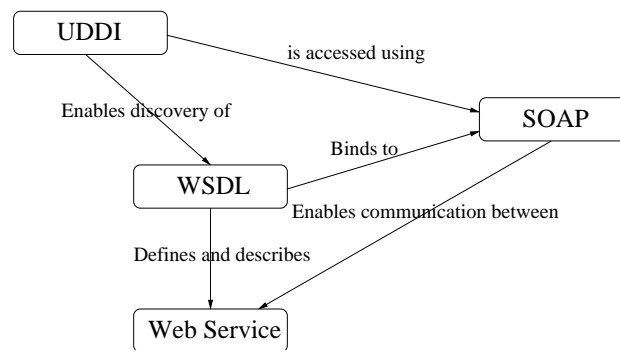 UDDI
is accessed using
Enables discovery of
SOAP
Binds to
WSDL
Enables communication between
Defines and describes
Web Service